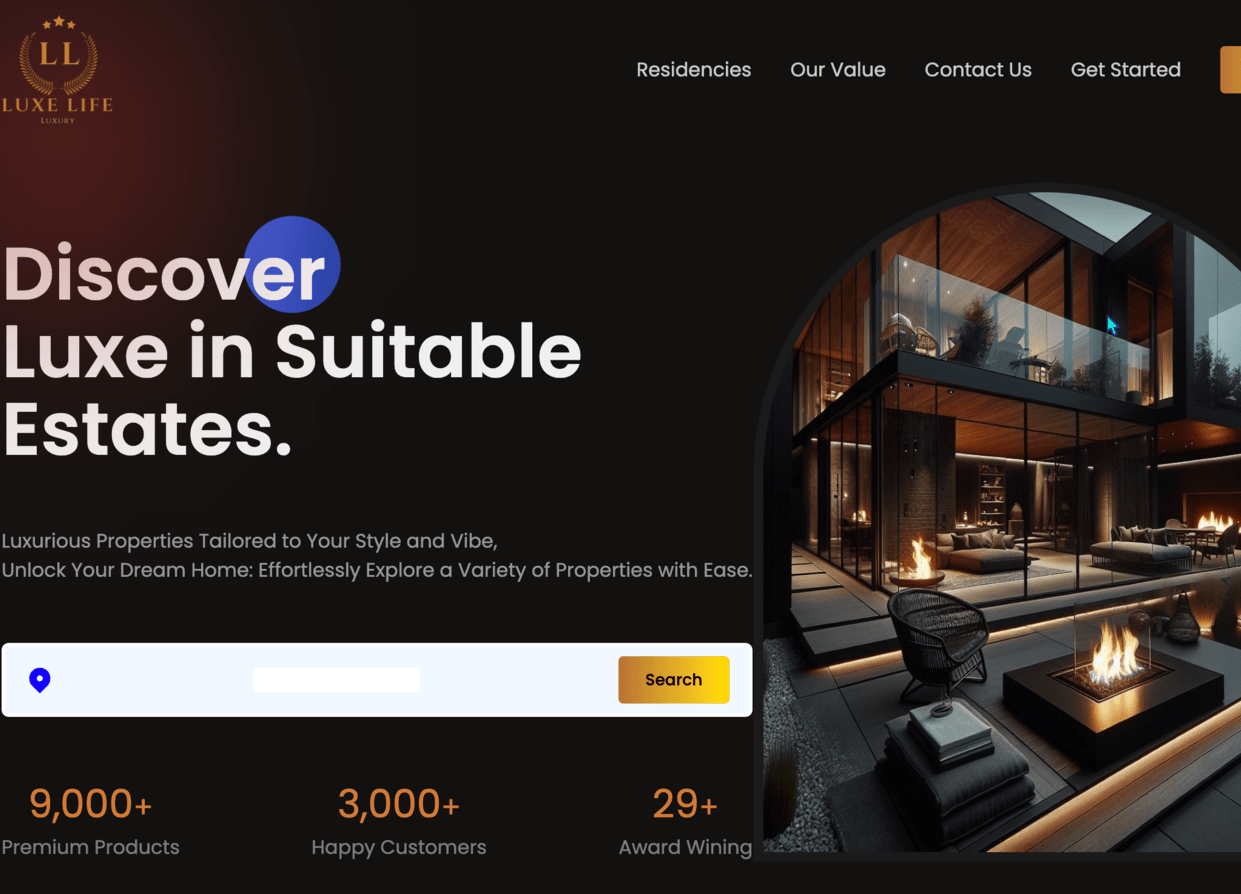 LL
LUXE LIFE
LUXURY
Residencies
Our Value
Contact Us
Get Started
Discover
Luxe in Suitable
Estates.
Luxurious Properties Tailored to Your Style and Vibe,
Unlock Your Dream Home: Effortlessly Explore a Variety of Properties with Ease.
Search
9,000+
3,000+
29+
Premium Products
Happy Customers
Award Wining